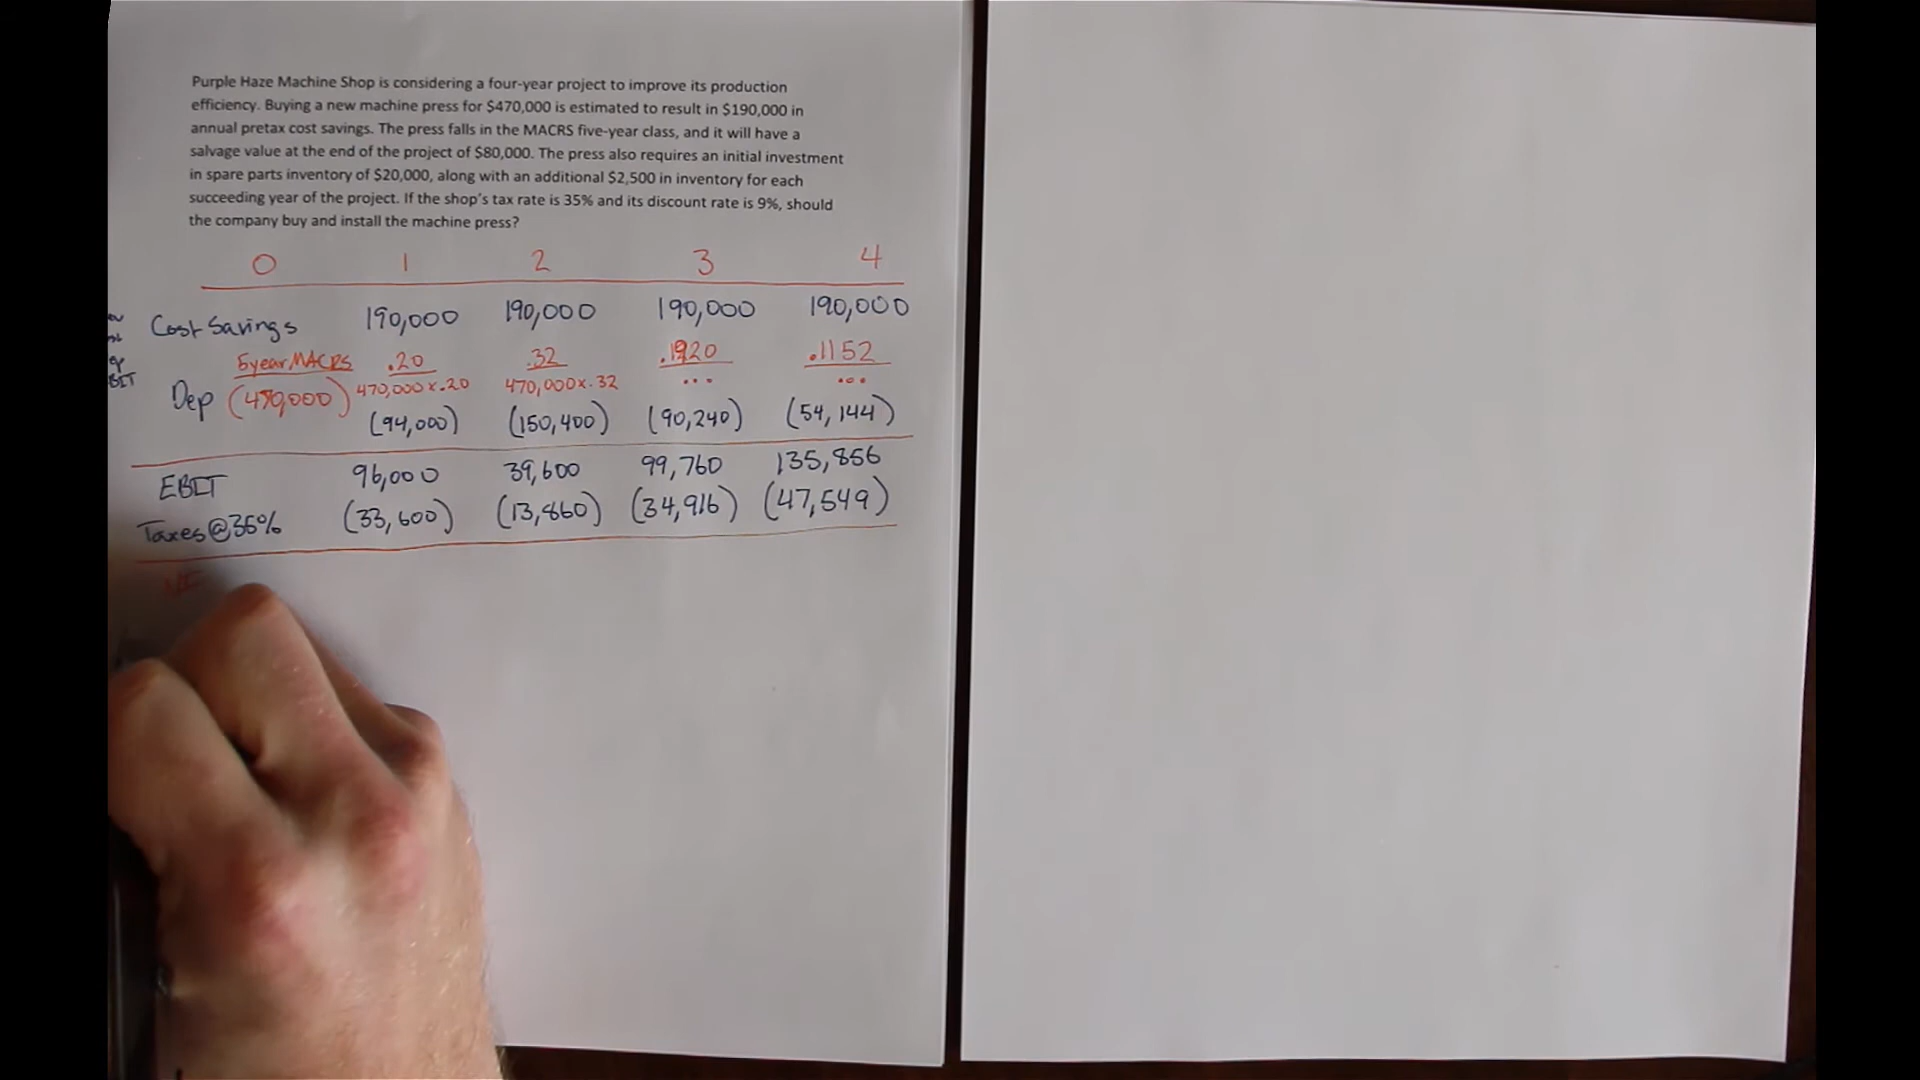 Purple Haze Machine Shop is considering a four-year project to improve its production
efficiency. Buying a new machine press for $470,000 is estimated to result in $190,000 in
annual pretax cost savings. The press falls in the MACRS five-year class, and it will have a
salvage value at the end of the project of $80,000. The press also requires an initial investment
in spare parts inventory of $20,000, along with an additional $2,500 in inventory for each
succeeding year of the project. If the shop's tax rate is 35% and its discount rate is 9%, should
the company buy and install the machine press?
0 1 2 3 4
Cost Savings 190,000 190,000 190,000 190,000
5 year MACRS .20 .32 .1920 .1152
Dep (470,000) 470,000x.20 470,000x.32 ... ...
(94,000) (150,400) (90,240) (54,144)
EBIT 96,000 39,600 99,760 135,856
Taxes@35% (33,600) (13,860) (34,916) (47,549)